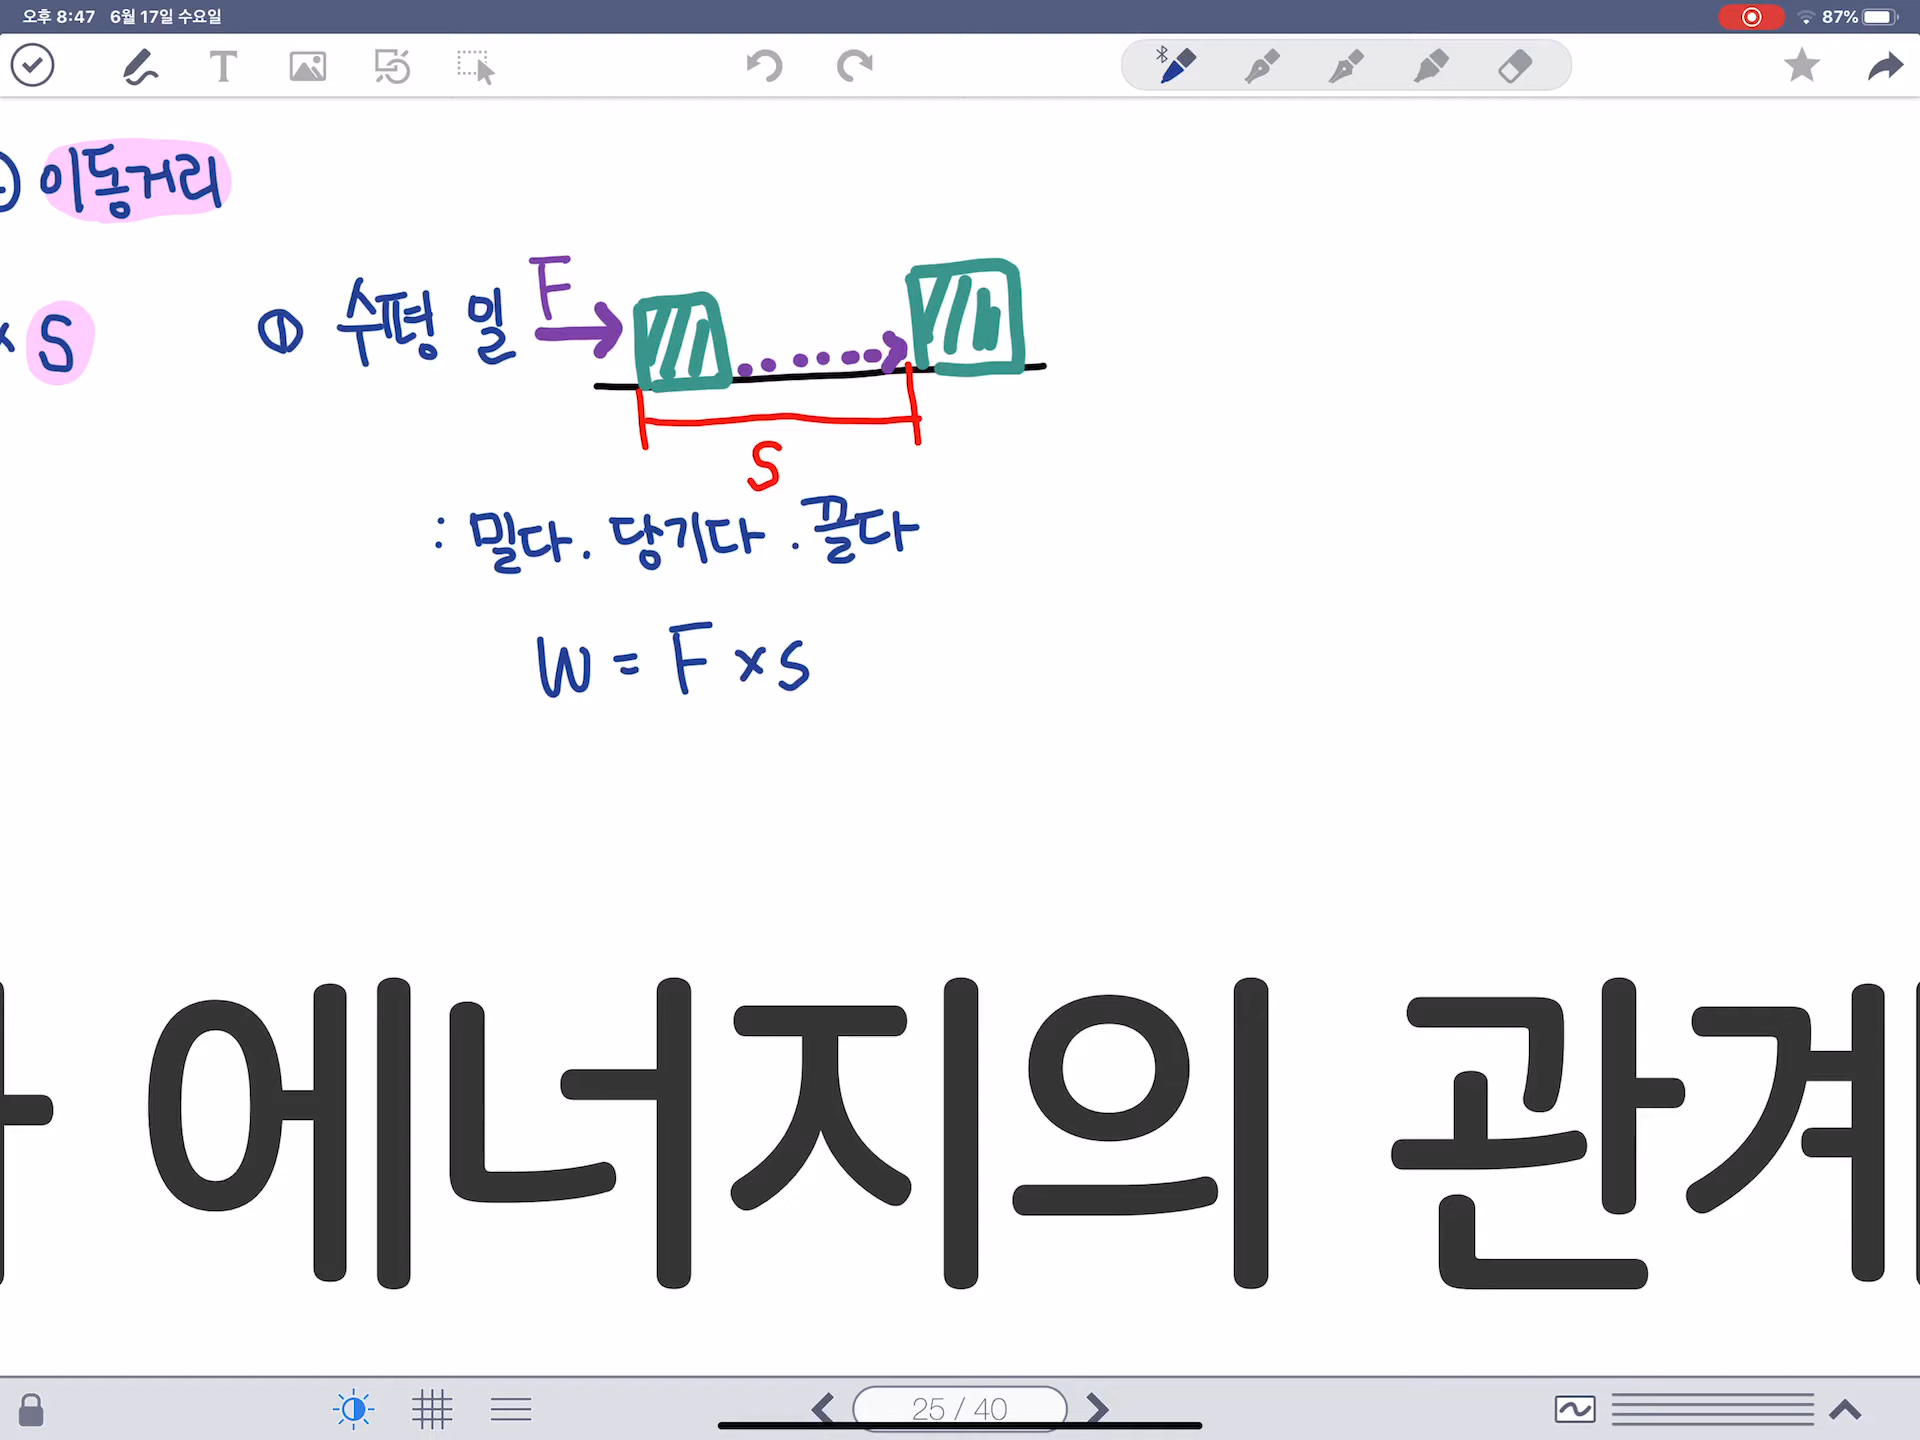 오후 8:47 6월 17일 수요일
87%
T
이동거리
① 수평 밀
F
× S
S
: 밀다. 당기다. 끌다
W = F × S
에너지의 관계
25 / 40